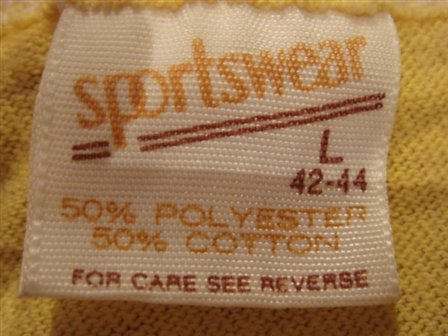 sportswear
L
42-44
50% POLYESTER
50% COTTON
FOR CARE SEE REVERSE